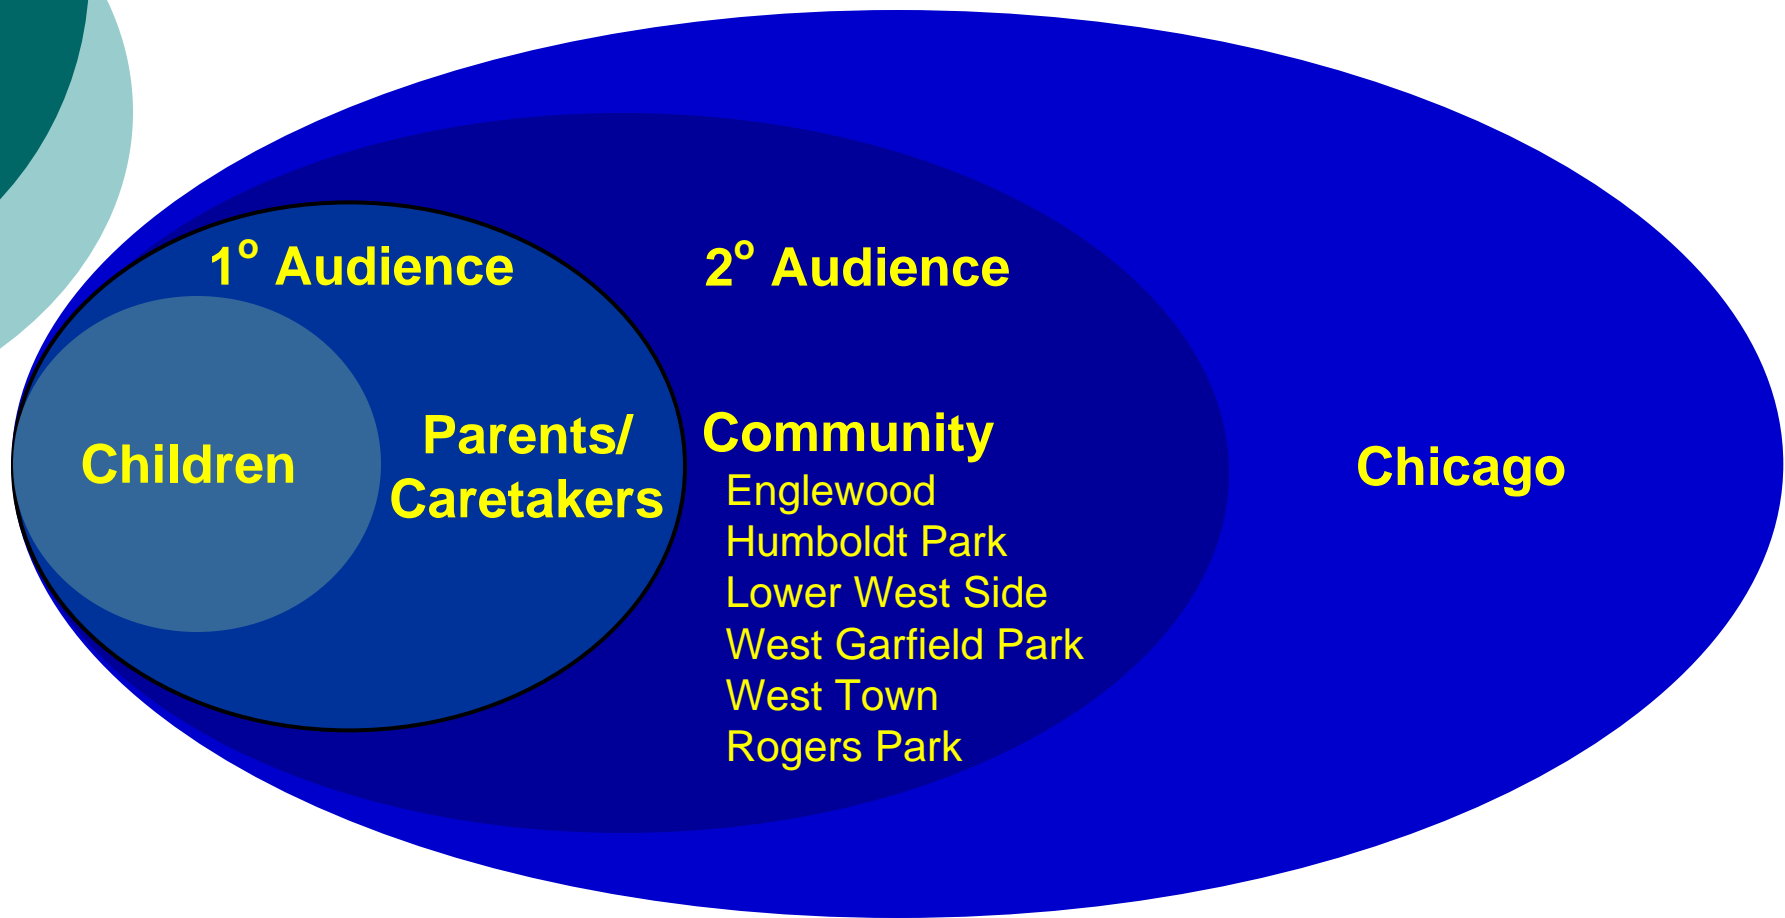 1° Audience
2° Audience
Children
Parents/
Caretakers
Community
Englewood
Humboldt Park
Lower West Side
West Garfield Park
West Town
Rogers Park
Chicago